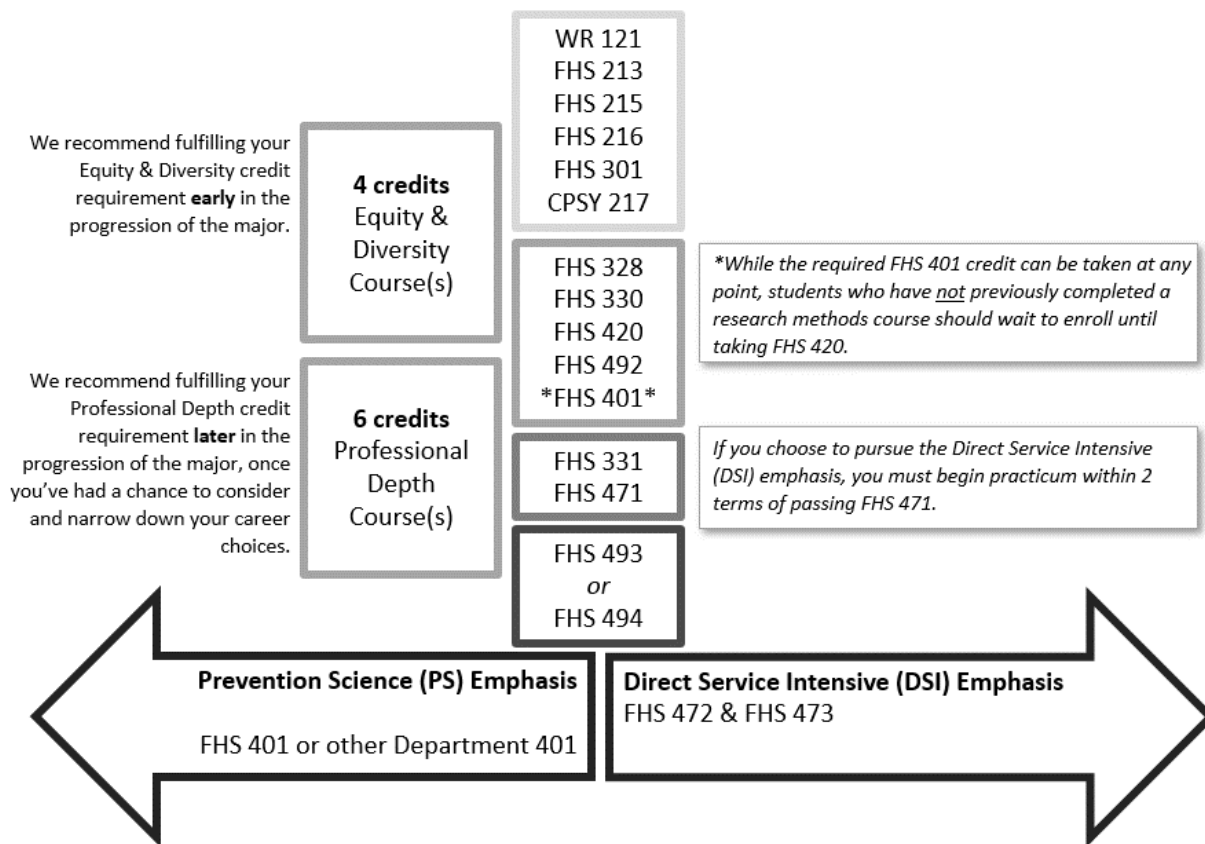 WR 121
FHS 213
FHS 215
FHS 216
FHS 301
CPSY 217
We recommend fulfilling your
Equity & Diversity credit
requirement early in the
progression of the major.
4 credits
Equity &
Diversity
Course(s)
FHS 328
FHS 330
FHS 420
FHS 492
*FHS 401*
*While the required FHS 401 credit can be taken at any
point, students who have not previously completed a
research methods course should wait to enroll until
taking FHS 420.
We recommend fulfilling your
Professional Depth credit
requirement later in the
progression of the major, once
you've had a chance to consider
and narrow down your career
choices.
6 credits
Professional
Depth
Course(s)
FHS 331
FHS 471
If you choose to pursue the Direct Service Intensive
(DSI) emphasis, you must begin practicum within 2
terms of passing FHS 471.
FHS 493
or
FHS 494
Prevention Science (PS) Emphasis
FHS 401 or other Department 401
Direct Service Intensive (DSI) Emphasis
FHS 472 & FHS 473